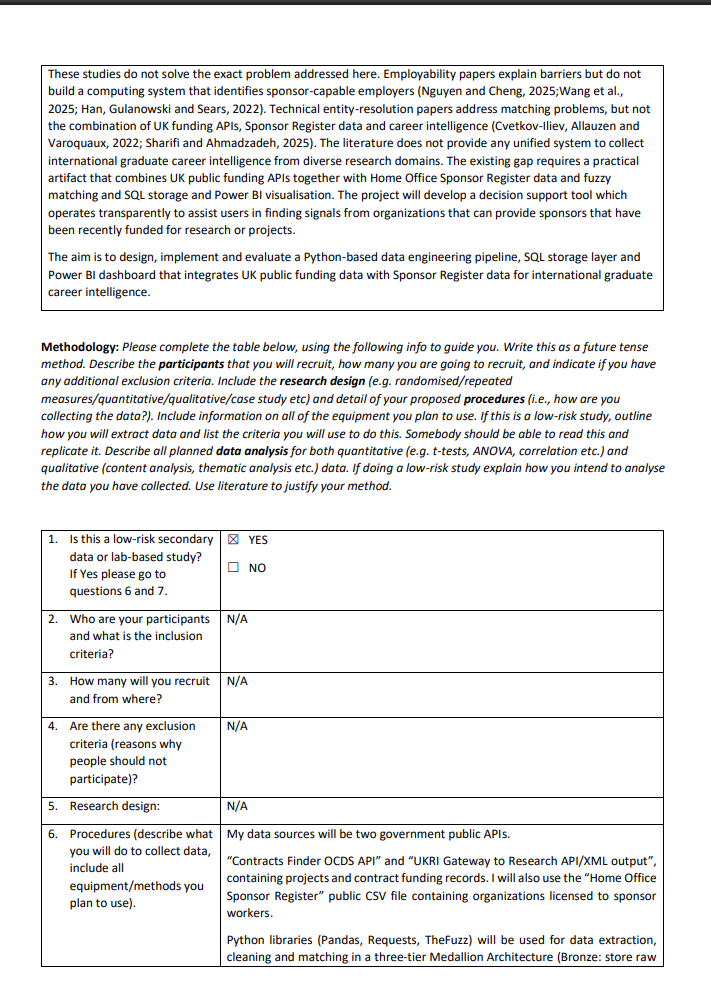 These studies do not solve the exact problem addressed here. Employability papers explain barriers but do not
build a computing system that identifies sponsor-capable employers (Nguyen and Cheng, 2025;Wang et al.,
2025; Han, Gulanowski and Sears, 2022). Technical entity-resolution papers address matching problems, but not
the combination of UK funding APIs, Sponsor Register data and career intelligence (Cvetkov-Iliev, Allauzen and
Varoquaux, 2022; Sharifi and Ahmadzadeh, 2025). The literature does not provide any unified system to collect
international graduate career intelligence from diverse research domains. The existing gap requires a practical
artifact that combines UK public funding APIs together with Home Office Sponsor Register data and fuzzy
matching and SQL storage and Power BI visualisation. The project will develop a decision support tool which
operates transparently to assist users in finding signals from organizations that can provide sponsors that have
been recently funded for research or projects.
The aim is to design, implement and evaluate a Python-based data engineering pipeline, SQL storage layer and
Power BI dashboard that integrates UK public funding data with Sponsor Register data for international graduate
career intelligence.
Methodology: Please complete the table below, using the following info to guide you. Write this as a future tense
method. Describe the participants that you will recruit, how many you are going to recruit, and indicate if you have
any additional exclusion criteria. Include the research design (e.g. randomised/repeated
measures/quantitative/qualitative/case study etc) and detail of your proposed procedures (i.e., how are you
collecting the data?). Include information on all of the equipment you plan to use. If this is a low-risk study, outline
how you will extract data and list the criteria you will use to do this. Somebody should be able to read this and
replicate it. Describe all planned data analysis for both quantitative (e.g. t-tests, ANOVA, correlation etc.) and
qualitative (content analysis, thematic analysis etc.) data. If doing a low-risk study explain how you intend to analyse
the data you have collected. Use literature to justify your method.
1. Is this a low-risk secondary
data or lab-based study?
If Yes please go to
questions 6 and 7.
☒ YES
☐ NO
2. Who are your participants
and what is the inclusion
criteria?
N/A
3. How many will you recruit
and from where?
N/A
4. Are there any exclusion
criteria (reasons why
people should not
participate)?
N/A
5. Research design:
N/A
6. Procedures (describe what
you will do to collect data,
include all
equipment/methods you
plan to use).
My data sources will be two government public APIs.
“Contracts Finder OCDS API” and “UKRI Gateway to Research API/XML output”,
containing projects and contract funding records. I will also use the “Home Office
Sponsor Register” public CSV file containing organizations licensed to sponsor
workers.
Python libraries (Pandas, Requests, TheFuzz) will be used for data extraction,
cleaning and matching in a three-tier Medallion Architecture (Bronze: store raw